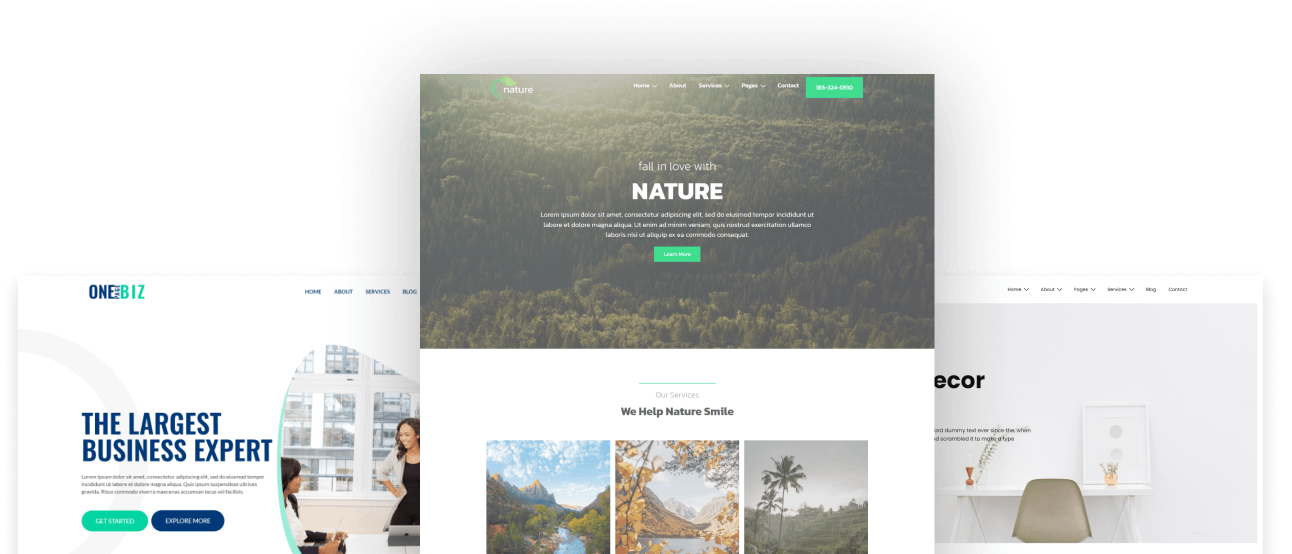 nature
Home
About
Services
Pages
Contact
183-324-0510
fall in love with
NATURE
Lorem ipsum dolor sit amet, consectetur adipiscing elit, sed do eiusmod tempor incididunt ut
labore et dolore magna aliqua. Ut enim ad minim veniam, quis nostrud exercitation ullamco
laboris nisi ut aliquip ex ea commodo consequat.
Learn More
Our Services
We Help Nature Smile
ONE PAGE BIZ
HOME
ABOUT
SERVICES
BLOG
THE LARGEST
BUSINESS EXPERT
Lorem ipsum dolor sit amet, consectetur adipiscing elit, sed do eiusmod tempor
incididunt ut labore et dolore magna aliqua. Quis ipsum suspendisse ultrices
gravida. Risus commodo viverra maecenas accumsan lacus vel facilisis.
GET STARTED
EXPLORE MORE
Home
About
Pages
Services
Blog
Contact
ecor
ord dummy text ever since the, when
d scrambled it to make a type